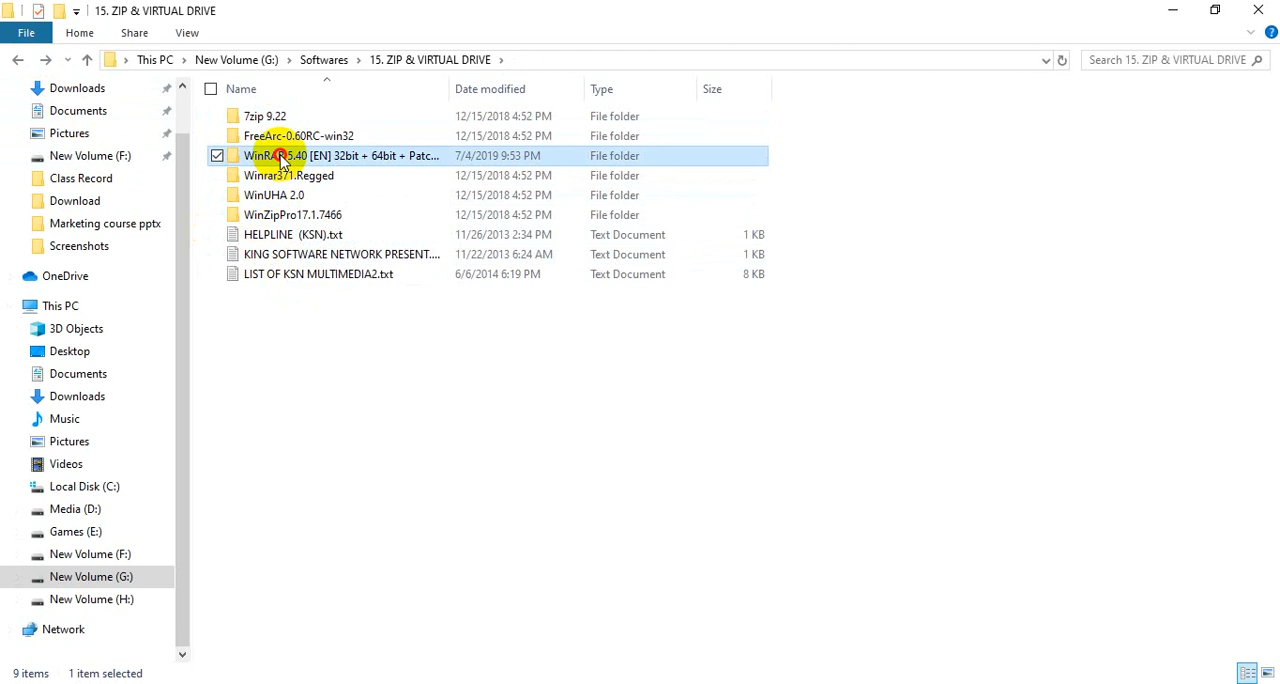 15. ZIP & VIRTUAL DRIVE
File Home Share View
This PC New Volume (G:) Softwares 15. ZIP & VIRTUAL DRIVE
Search 15. ZIP & VIRTUAL DRIVE
Downloads
Documents
Pictures
New Volume (F:)
Class Record
Download
Marketing course pptx
Screenshots
OneDrive
This PC
3D Objects
Desktop
Documents
Downloads
Music
Pictures
Videos
Local Disk (C:)
Media (D:)
Games (E:)
New Volume (F:)
New Volume (G:)
New Volume (H:)
Network
Name Date modified Type Size
7zip 9.22 12/15/2018 4:52 PM File folder
FreeArc-0.60RC-win32 12/15/2018 4:52 PM File folder
WinRAR 5.40 [EN] 32bit + 64bit + Patc... 7/4/2019 9:53 PM File folder
Winrar371.Regged 12/15/2018 4:52 PM File folder
WinUHA 2.0 12/15/2018 4:52 PM File folder
WinZipPro17.1.7466 12/15/2018 4:52 PM File folder
HELPLINE (KSN).txt 11/26/2013 2:34 PM Text Document 1 KB
KING SOFTWARE NETWORK PRESENT.... 11/22/2013 6:24 AM Text Document 1 KB
LIST OF KSN MULTIMEDIA2.txt 6/6/2014 6:19 PM Text Document 8 KB
9 items 1 item selected